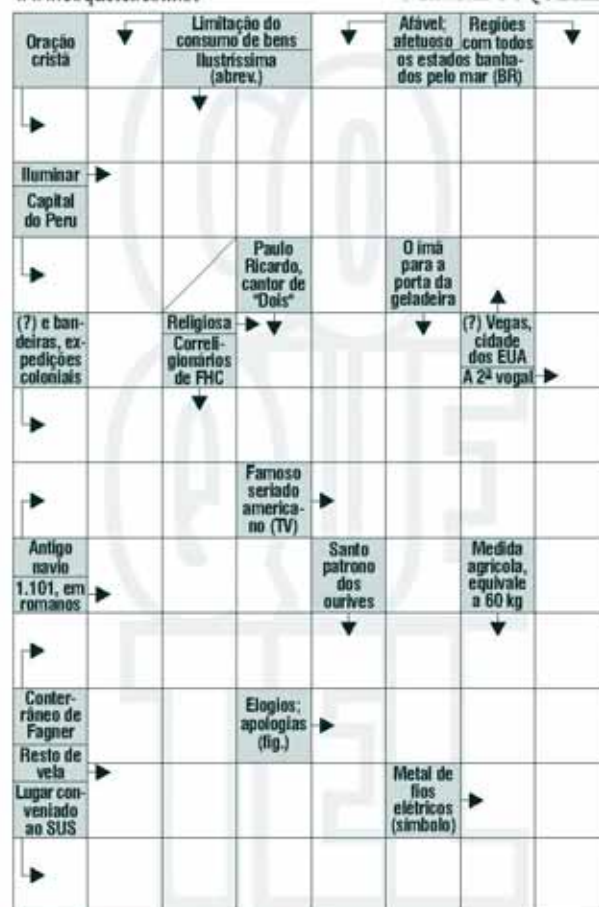 Oração
cristã
Limitação do
consumo de bens
Ilustríssima
(abrev.)
Afável;
afetuoso
Regiões
com todos
os estados banha-
dos pelo mar (BR)
Iluminar
Capital
do Peru
Paulo
Ricardo,
cantor de
"Dois"
O imã
para a
porta da
geladeira
(?) e ban-
deiras, ex-
pedições
coloniais
Religiosa
Correli-
gionários
de FHC
(?) Vegas,
cidade
dos EUA
A 2ª vogal
Famoso
seriado
america-
no (TV)
Antigo
navio
1.101, em
romanos
Santo
patrono
dos
ourives
Medida
agrícola,
equivale
a 60 kg
Conter-
râneo de
Fagner
Elogios;
apologias
(fig.)
Resto de
vela
Lugar con-
veniado
ao SUS
Metal de
fios
elétricos
(símbolo)